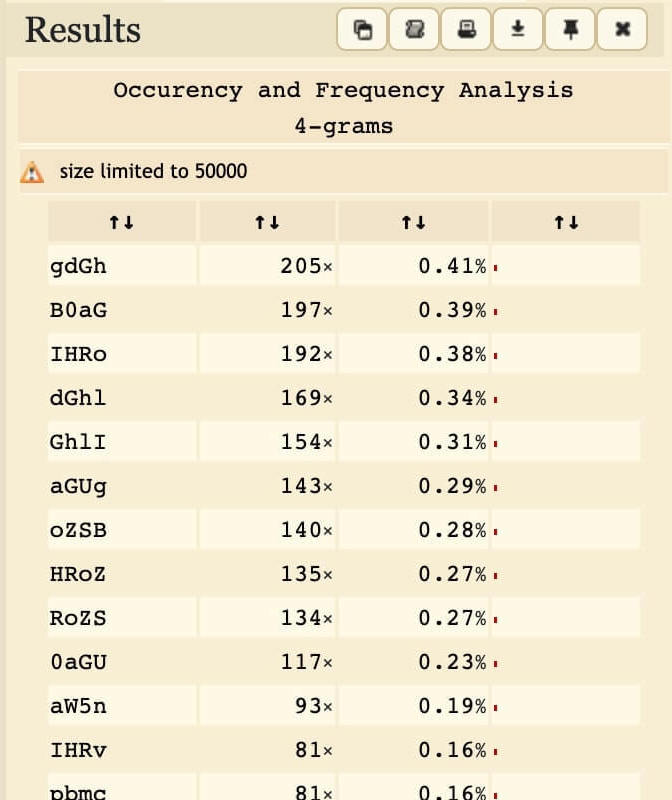 Results
Occurency and Frequency Analysis
4-grams
size limited to 50000
↑↓ ↑↓ ↑↓ ↑↓
gdGh 205× 0.41%
B0aG 197× 0.39%
IHRo 192× 0.38%
dGhl 169× 0.34%
GhlI 154× 0.31%
aGUg 143× 0.29%
oZSB 140× 0.28%
HRoZ 135× 0.27%
RoZS 134× 0.27%
0aGU 117× 0.23%
aW5n 93× 0.19%
IHRv 81× 0.16%
pbmc 81× 0.16%